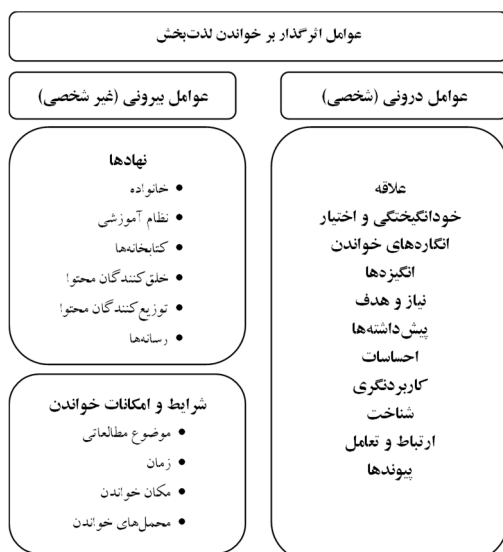 عوامل اثرگذار بر خواندن لذت‌بخش
عوامل درونی (شخصی)
علاقه
خودانگیختگی و اختیار
انگاره‌های خواندن
انگیزه‌ها
نیاز و هدف
پیش‌داشته‌ها
احساسات
کاربردنگری
شناخت
ارتباط و تعامل
پیوندها
عوامل بیرونی (غیر شخصی)
نهادها
• خانواده
• نظام آموزشی
• کتابخانه‌ها
• خلق‌کنندگان محتوا
• توزیع‌کنندگان محتوا
• رسانه‌ها
شرایط و امکانات خواندن
• موضوع مطالعاتی
• زمان
• مکان خواندن
• محمل‌های خواندن